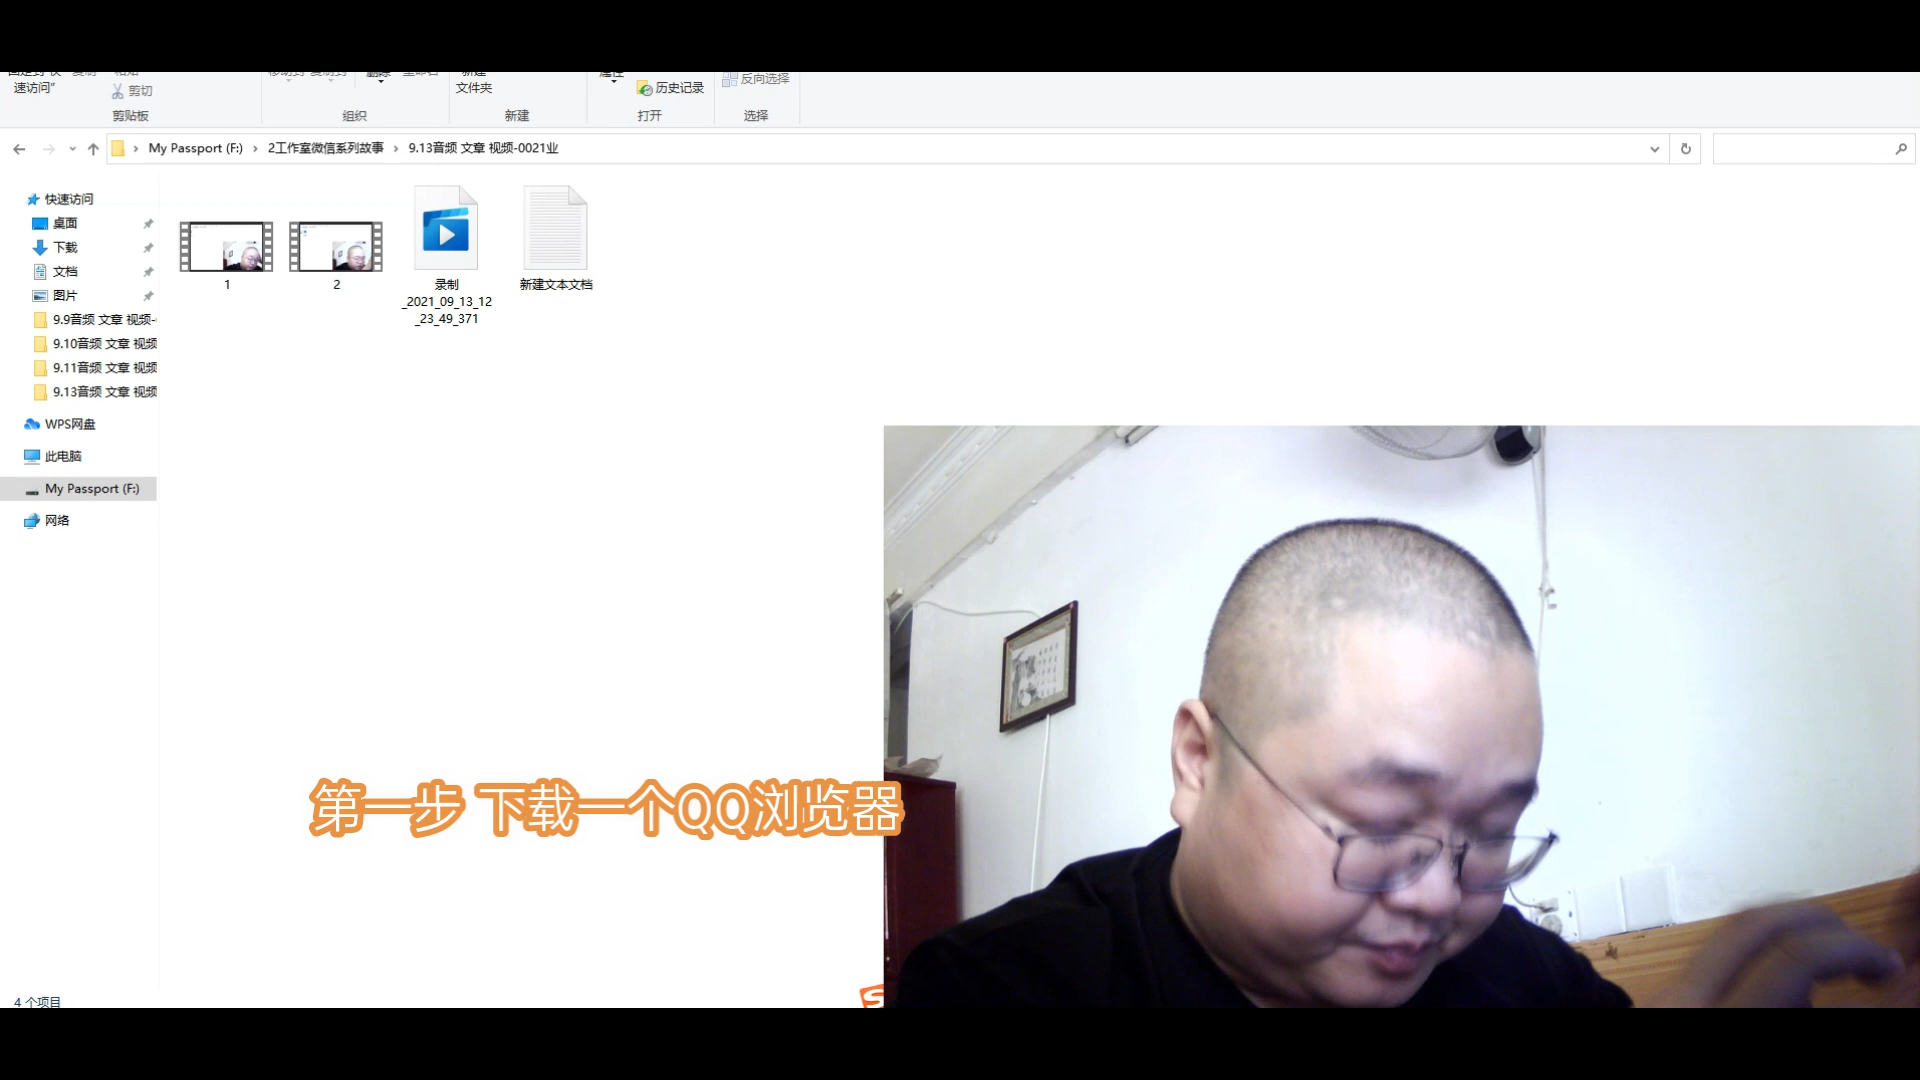 速访问"
剪切
文件夹
历史记录
反向选择
剪贴板
组织
新建
打开
选择
My Passport (F:) › 2工作室微信系列故事 › 9.13音频 文章 视频-0021业
快速访问
桌面
下载
文档
图片
9.9音频 文章 视频-
9.10音频 文章 视频
9.11音频 文章 视频
9.13音频 文章 视频
WPS网盘
此电脑
My Passport (F:)
网络
1
2
录制
_2021_09_13_12
_23_49_371
新建文本文档
第一步 下载一个QQ浏览器
4 个项目